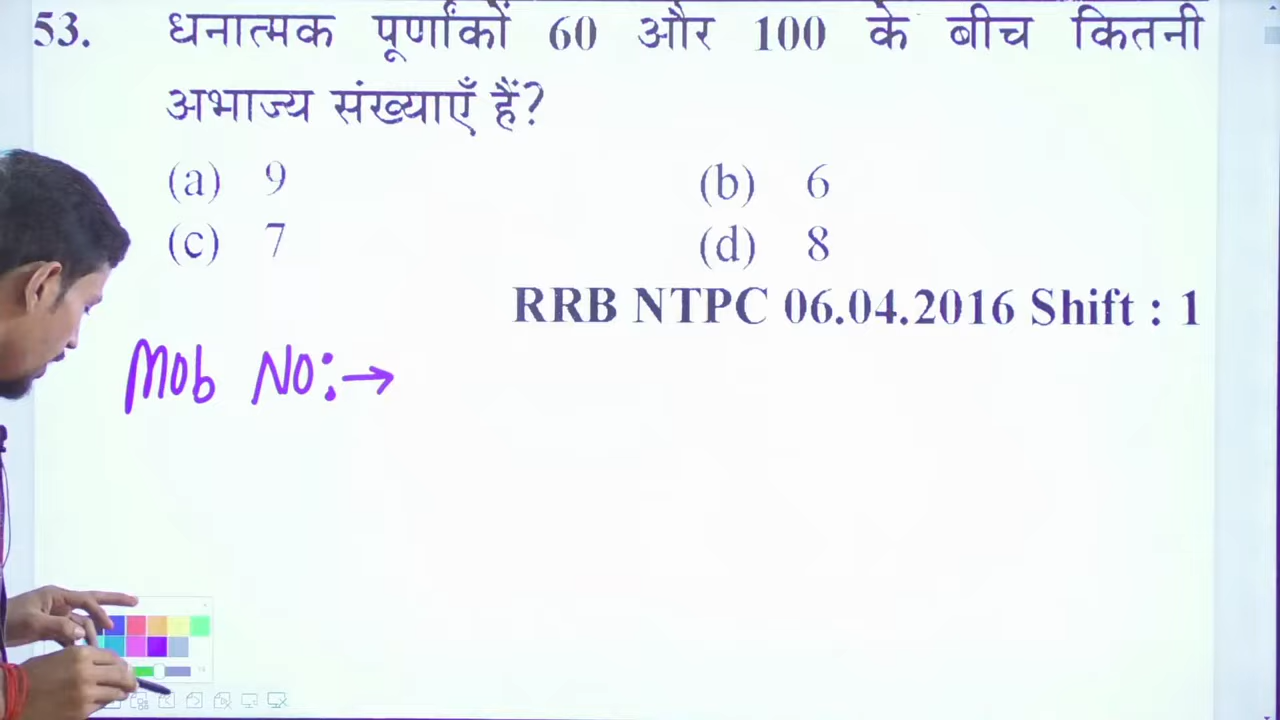 53. धनात्मक पूर्णांकों 60 और 100 के बीच कितनी
अभाज्य संख्याएँ हैं?
(a) 9 (b) 6
(c) 7 (d) 8
RRB NTPC 06.04.2016 Shift : 1
Mob No:→